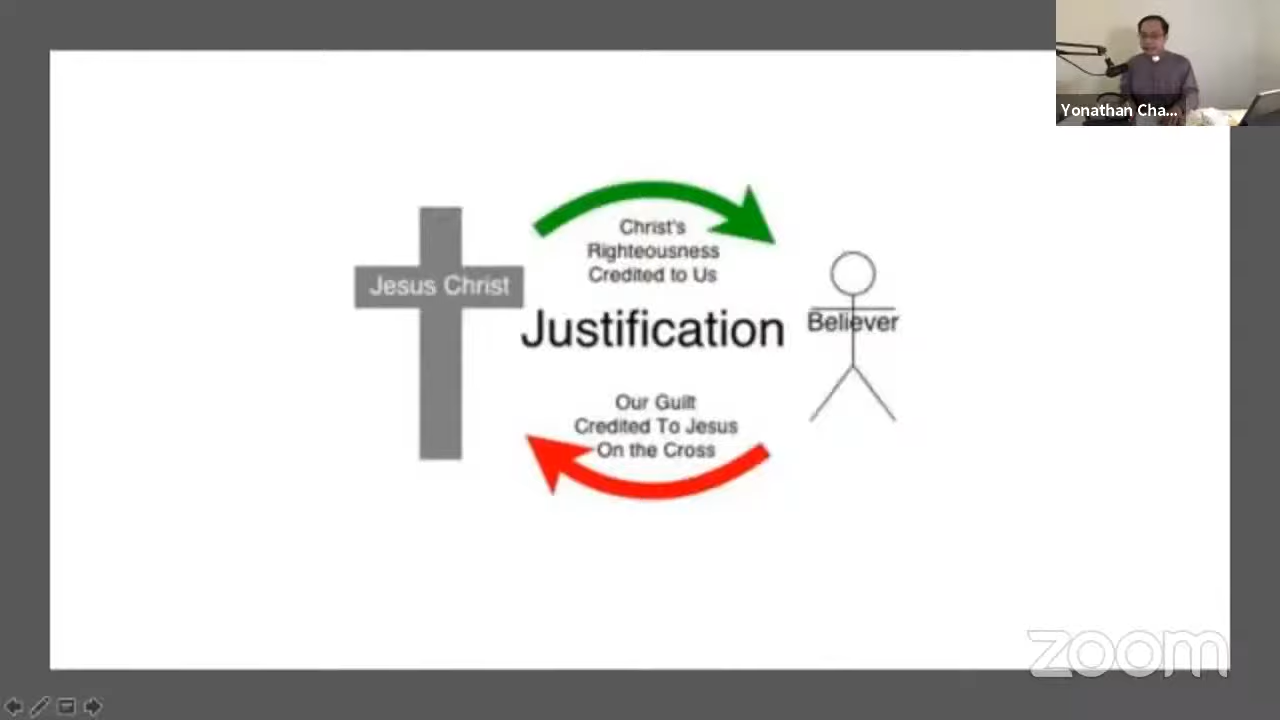 Yonathan Cha...
Christ's
Righteousness
Credited to Us
Jesus Christ
Justification
Believer
Our Guilt
Credited To Jesus
On the Cross
zoom